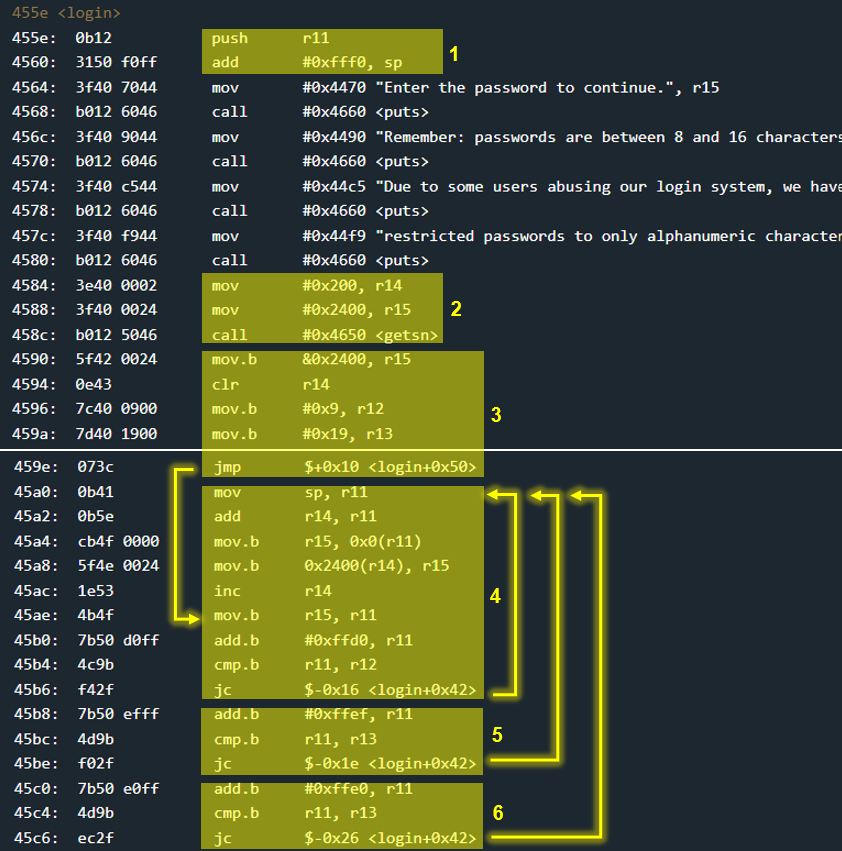 455e <login>
455e: 0b12 push r11
4560: 3150 f0ff add #0xfff0, sp
1
4564: 3f40 7044 mov #0x4470 "Enter the password to continue.", r15
4568: b012 6046 call #0x4660 <puts>
456c: 3f40 9044 mov #0x4490 "Remember: passwords are between 8 and 16 characters
4570: b012 6046 call #0x4660 <puts>
4574: 3f40 c544 mov #0x44c5 "Due to some users abusing our login system, we have
4578: b012 6046 call #0x4660 <puts>
457c: 3f40 f944 mov #0x44f9 "restricted passwords to only alphanumeric character
4580: b012 6046 call #0x4660 <puts>
4584: 3e40 0002 mov #0x200, r14
4588: 3f40 0024 mov #0x2400, r15
2
458c: b012 5046 call #0x4650 <getsn>
4590: 5f42 0024 mov.b &0x2400, r15
4594: 0e43 clr r14
4596: 7c40 0900 mov.b #0x9, r12
3
459a: 7d40 1900 mov.b #0x19, r13
459e: 073c jmp $+0x10 <login+0x50>
45a0: 0b41 mov sp, r11
45a2: 0b5e add r14, r11
45a4: cb4f 0000 mov.b r15, 0x0(r11)
45a8: 5f4e 0024 mov.b 0x2400(r14), r15
45ac: 1e53 inc r14
4
45ae: 4b4f mov.b r15, r11
45b0: 7b50 d0ff add.b #0xffd0, r11
45b4: 4c9b cmp.b r11, r12
45b6: f42f jc $-0x16 <login+0x42>
45b8: 7b50 efff add.b #0xffef, r11
45bc: 4d9b cmp.b r11, r13
5
45be: f02f jc $-0x1e <login+0x42>
45c0: 7b50 e0ff add.b #0xffe0, r11
45c4: 4d9b cmp.b r11, r13
6
45c6: ec2f jc $-0x26 <login+0x42>